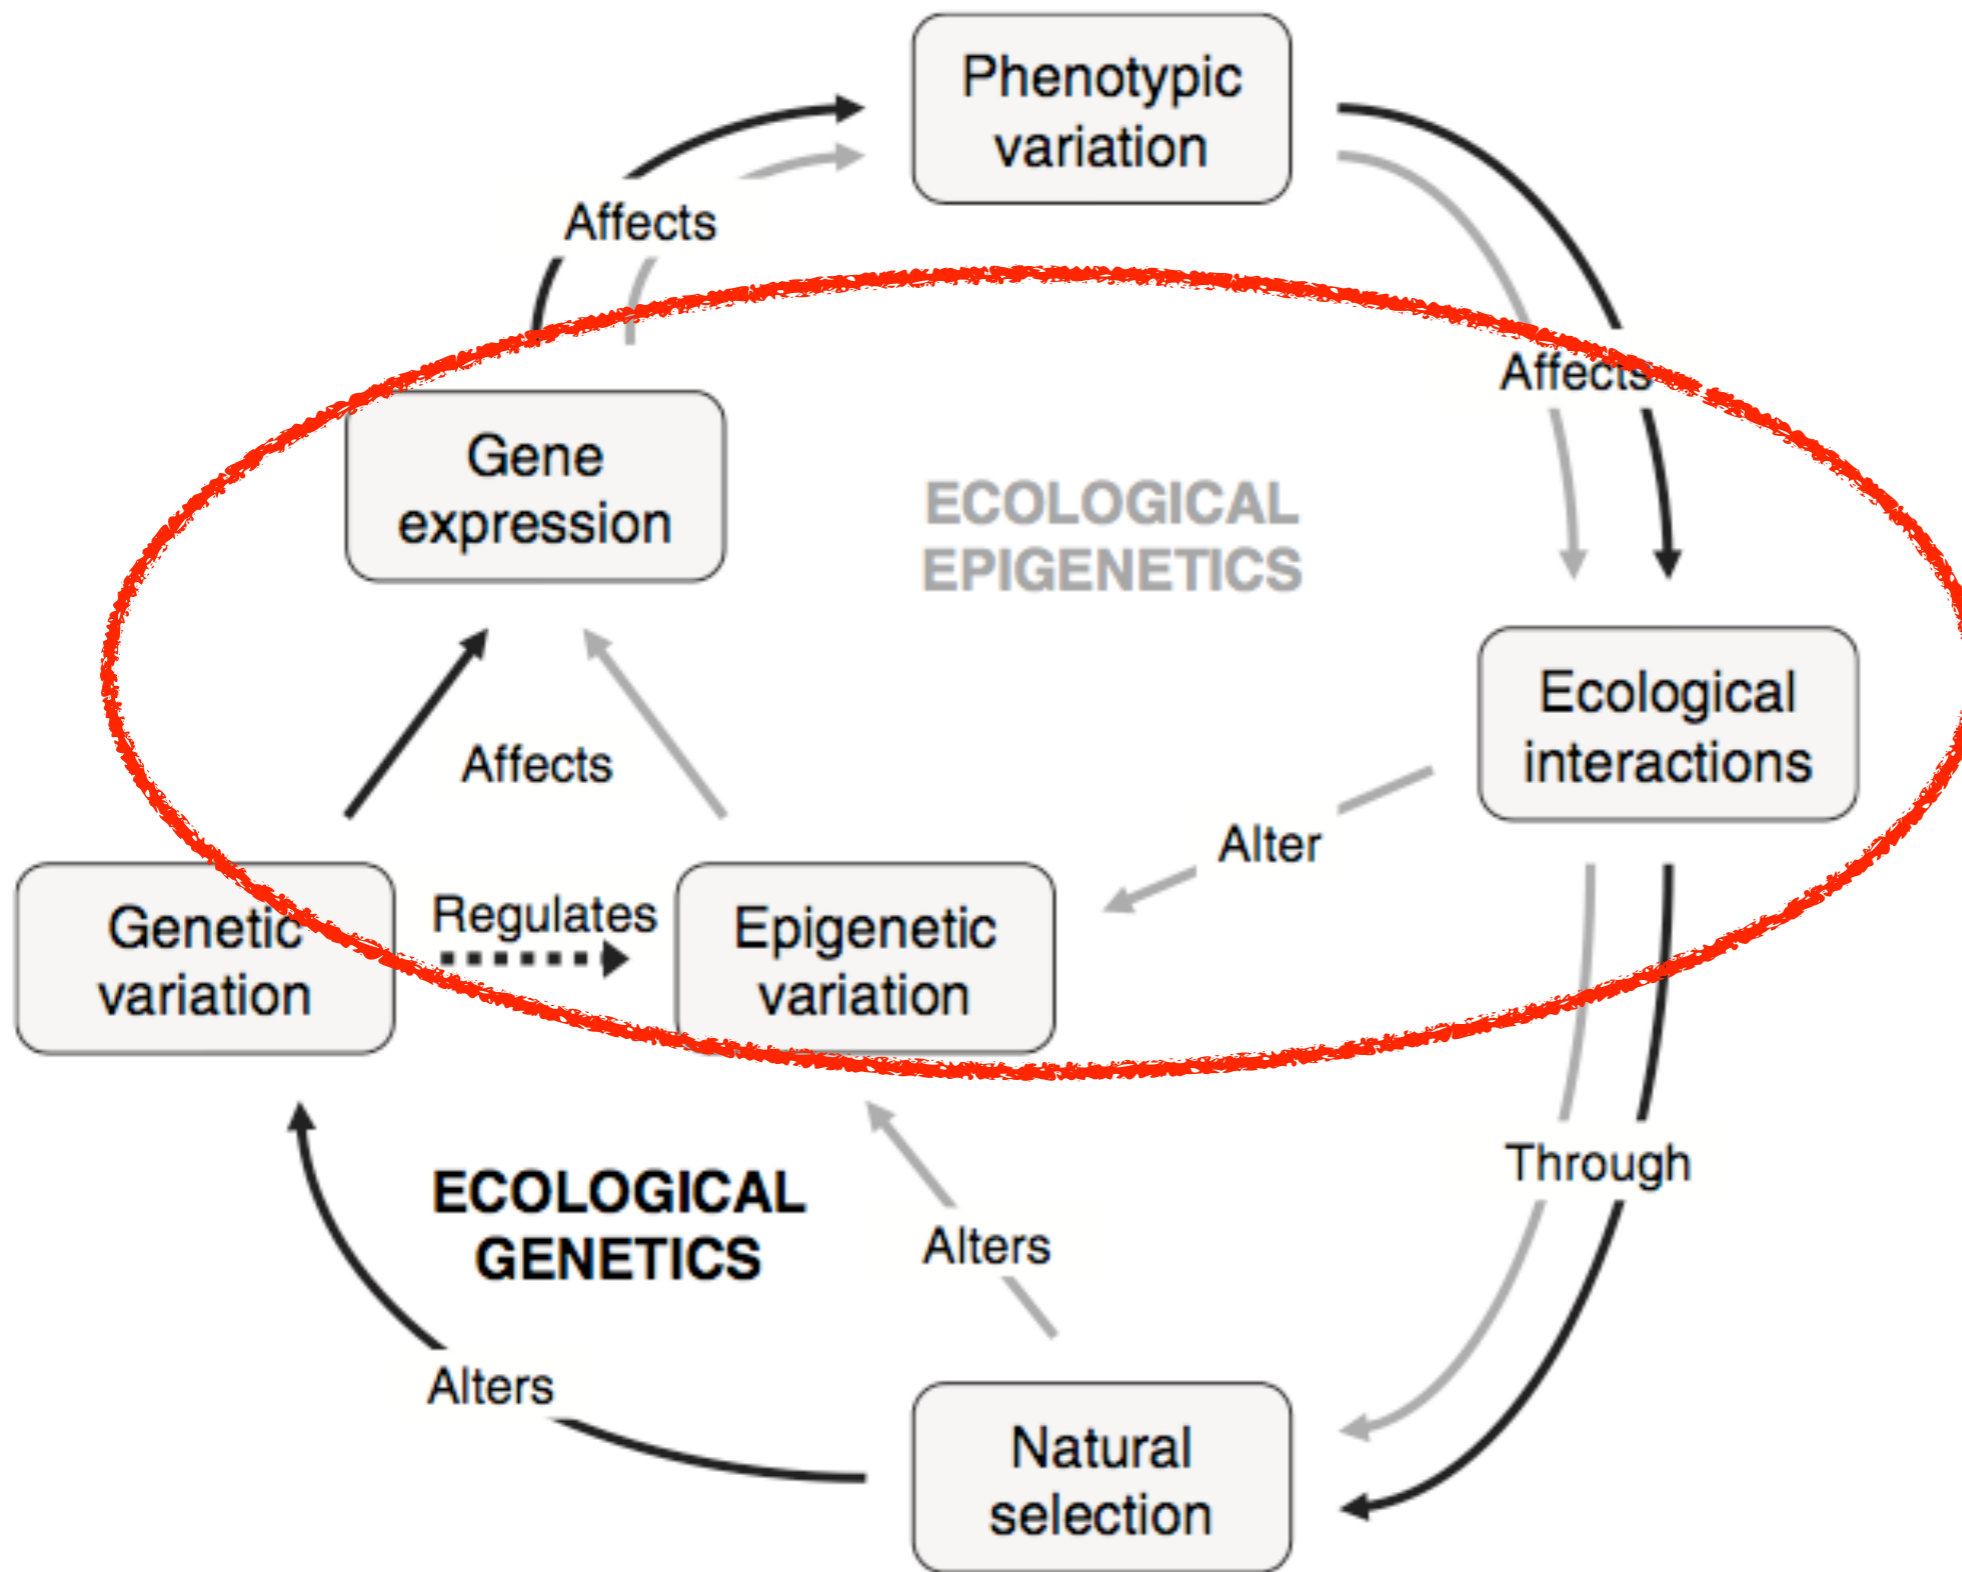 Phenotypic
variation
Affects
Affects
Gene
expression
ECOLOGICAL
EPIGENETICS
Ecological
interactions
Affects
Alter
Genetic
variation
Regulates
Epigenetic
variation
Through
ECOLOGICAL
GENETICS
Alters
Alters
Natural
selection